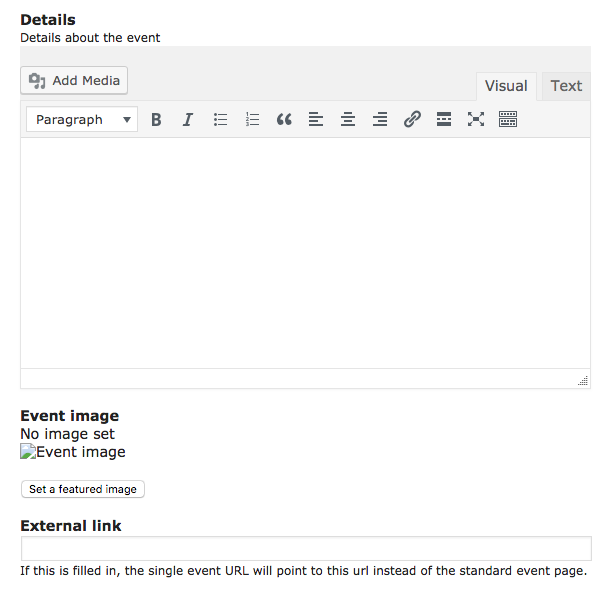 Details
Details about the event
Add Media
Visual Text
Paragraph B I
Event image
No image set
Event image
Set a featured image
External link
If this is filled in, the single event URL will point to this url instead of the standard event page.